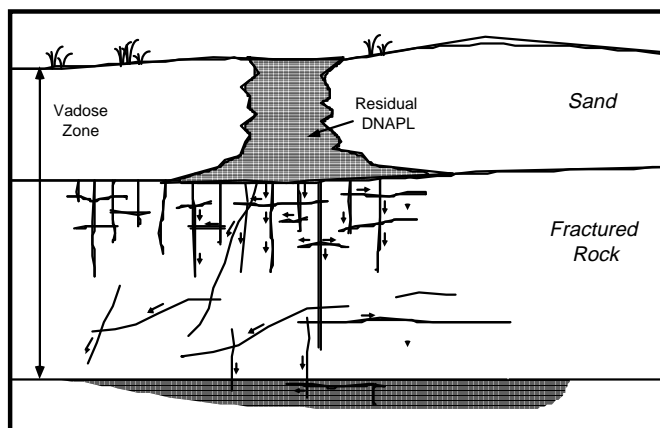 Vadose
Zone
Residual
DNAPL
Sand
Fractured
Rock